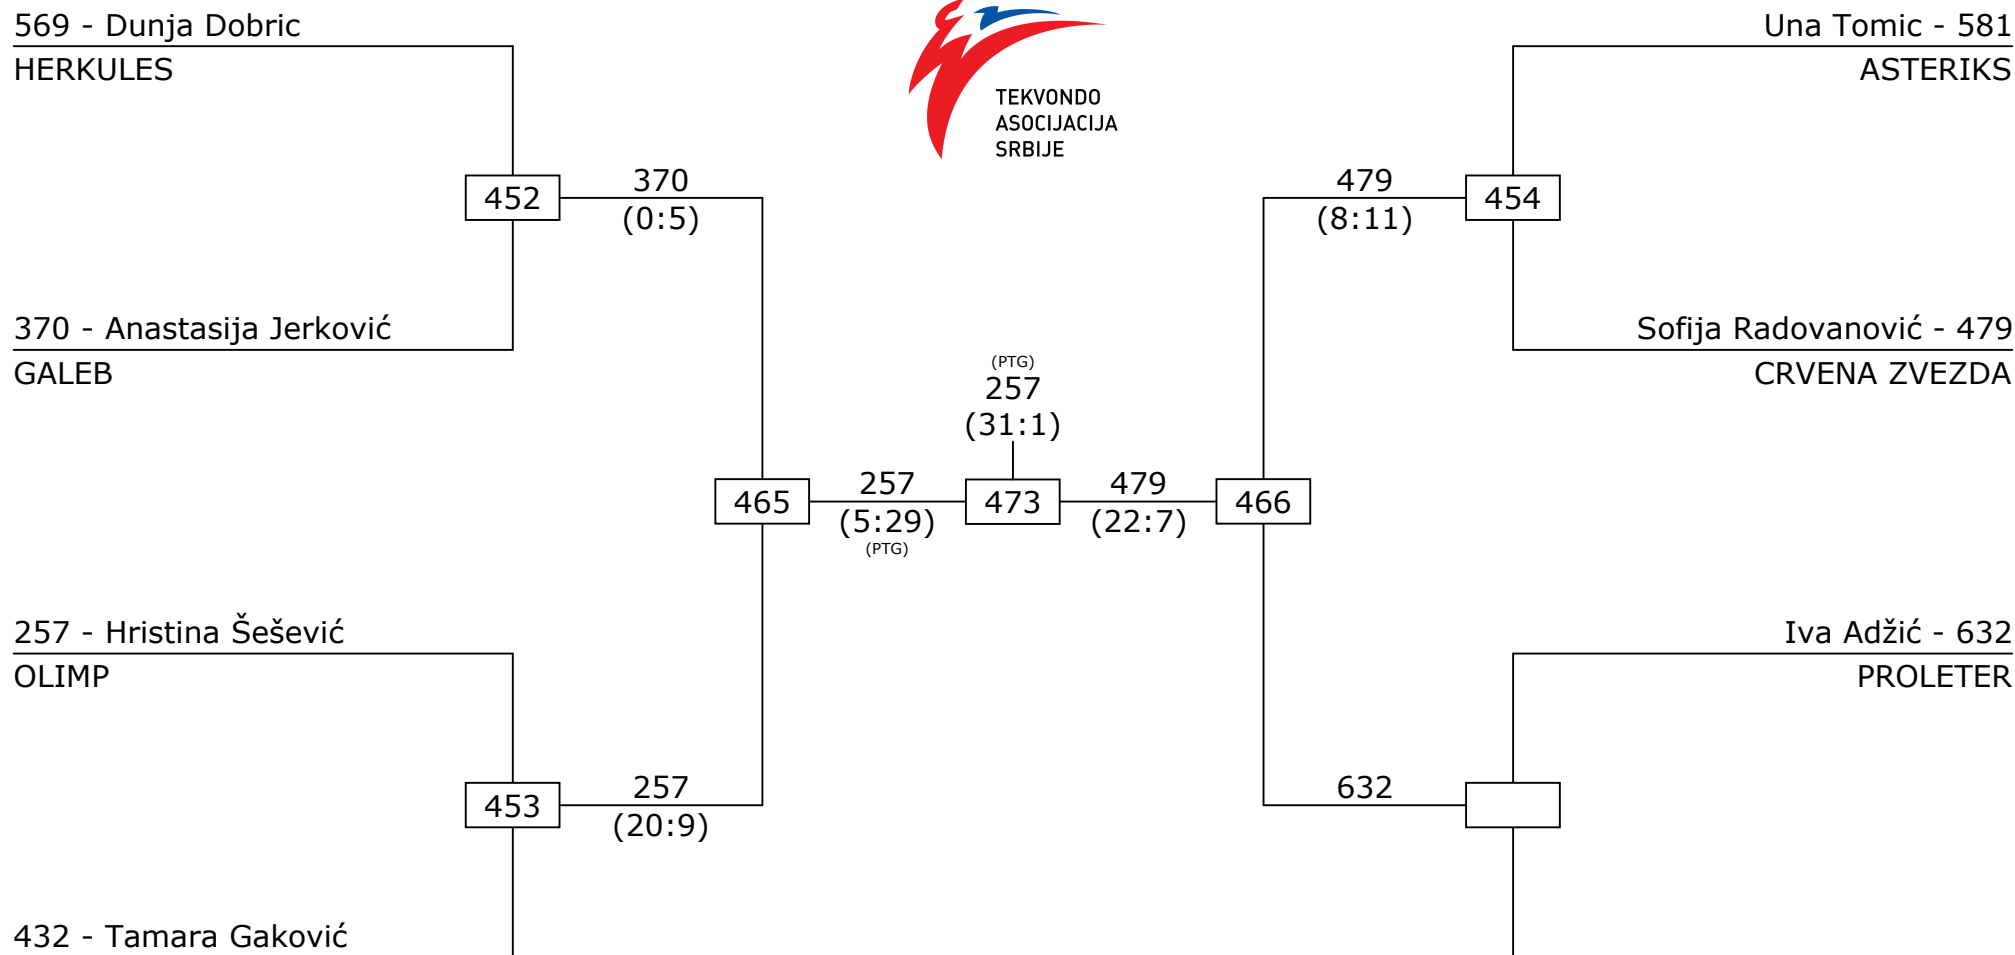 569 - Dunja Dobric
HERKULES
TEKVONDO
ASOCIJACIJA
SRBIJE
Una Tomic - 581
ASTERIKS
452
370
(0:5)
479
(8:11)
454
370 - Anastasija Jerković
GALEB
Sofija Radovanović - 479
CRVENA ZVEZDA
(PTG)
257
(31:1)
465
257
(5:29)
(PTG)
473
479
(22:7)
466
257 - Hristina Šešević
OLIMP
Iva Adžić - 632
PROLETER
453
257
(20:9)
632
432 - Tamara Gaković